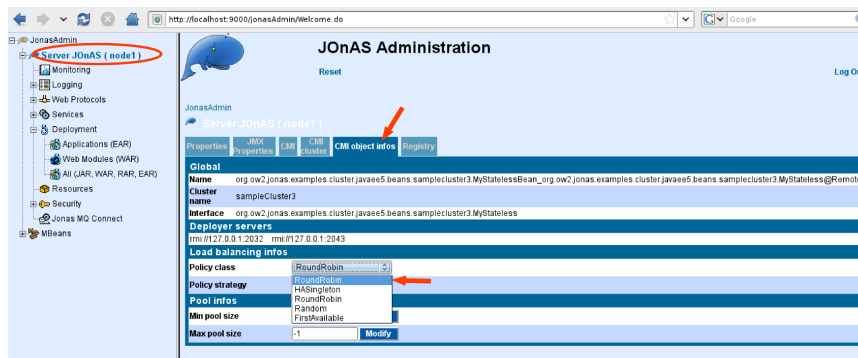 http://localhost:9000/jonasAdmin/Welcome.do
Google
JonasAdmin
Server JOnAS ( node1 )
Monitoring
Logging
Web Protocols
Services
Deployment
Applications (EAR)
Web Modules (WAR)
All (JAR, WAR, RAR, EAR)
Resources
Security
Jonas MQ Connect
MBeans
JOnAS Administration
Reset
Log Ou
JonasAdmin
Server JOnAS ( node1 )
Properties JMX Properties CMI CMI cluster CMI object infos Registry
Global
Name org.ow2.jonas.examples.cluster.javaee5.beans.samplecluster3.MyStatelessBean_org.ow2.jonas.examples.cluster.javaee5.beans.samplecluster3.MyStateless@Remote
Cluster name sampleCluster3
Interface org.ow2.jonas.examples.cluster.javaee5.beans.samplecluster3.MyStateless
Deployer servers
rmi://127.0.0.1:2032 rmi://127.0.0.1:2043
Load balancing infos
Policy class RoundRobin
RoundRobin
Policy strategy HASingleton
RoundRobin
Pool infos Random
Min pool size FirstAvailable
Max pool size -1 Modify